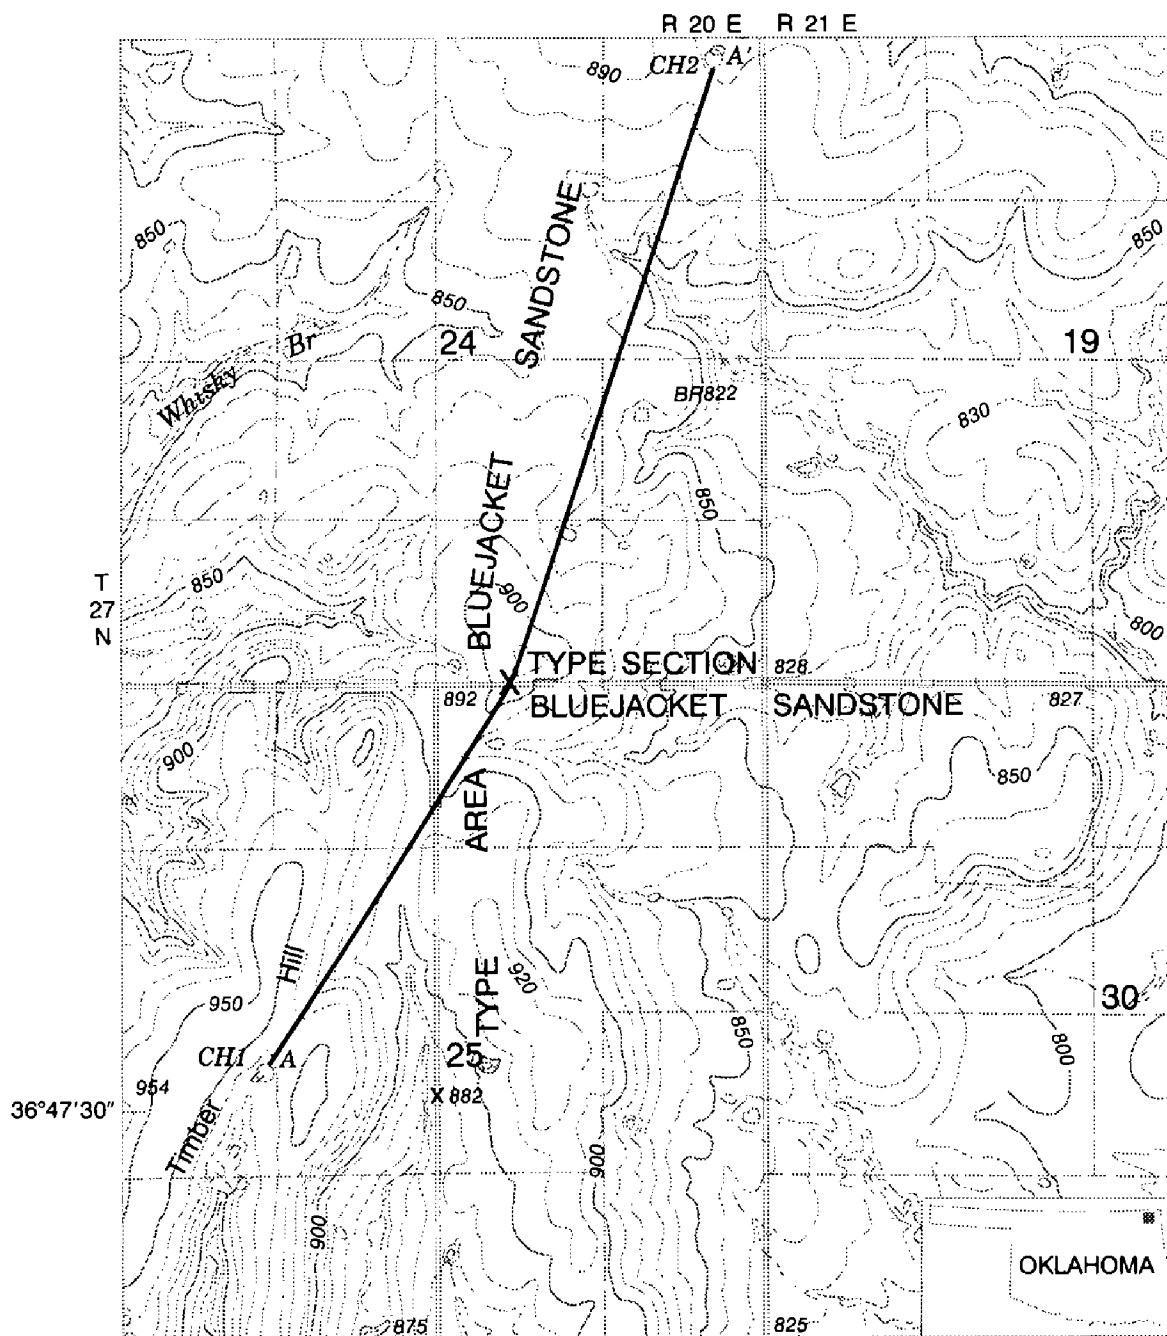 R 20 E R 21 E
890
CH2 A'
SANDSTONE
850
850
850
24
19
Whisky Br
BR822
830
BLUEJACKET
850
850
T
27
N
900
800
TYPE SECTION
828
892
BLUEJACKET SANDSTONE
827
900
850
AREA
Hill
950
920
TYPE
30
850
800
CH1 A
25
954
X 882
36°47'30"
Timber
900
900
OKLAHOMA
875
825